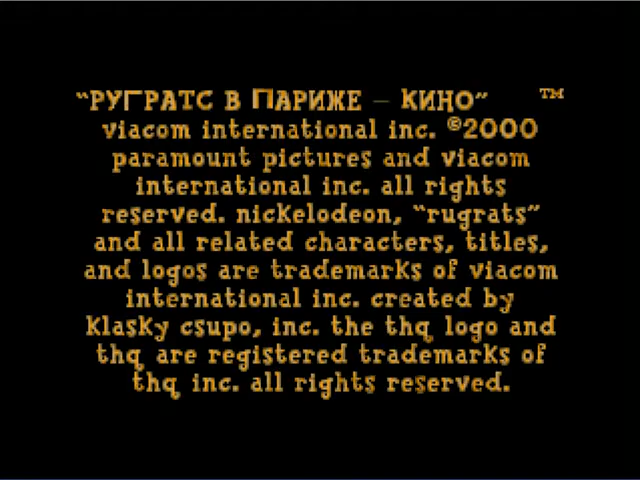 “РУГРАТС В ПАРИЖЕ – КИНО” ™
viacom international inc. ©2000
paramount pictures and viacom
international inc. all rights
reserved. nickelodeon, “rugrats”
and all related characters, titles,
and logos are trademarks of viacom
international inc. created by
klasky csupo, inc. the thq logo and
thq are registered trademarks of
thq inc. all rights reserved.